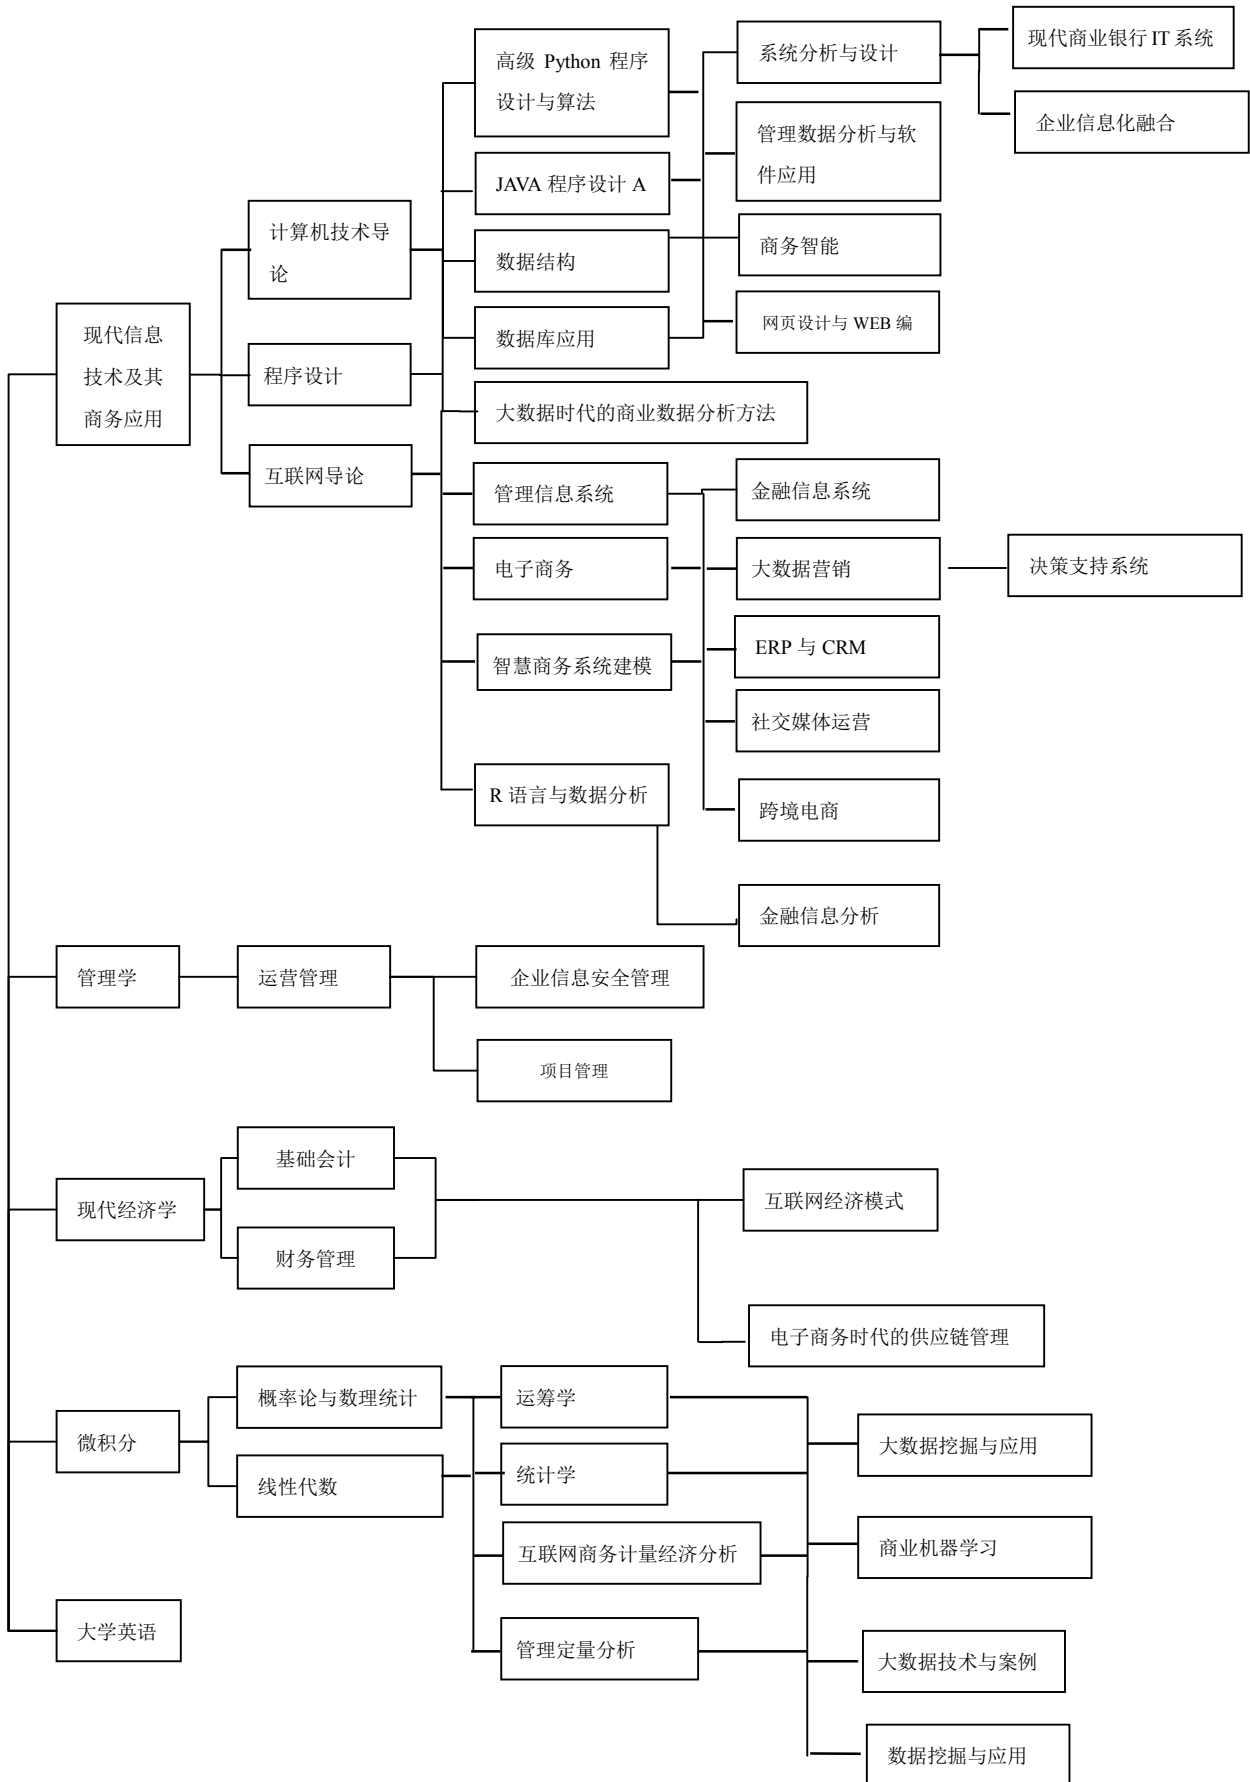 高级 Python 程序
设计与算法
系统分析与设计
现代商业银行 IT 系统
企业信息化融合
管理数据分析与软
件应用
JAVA 程序设计 A
计算机技术导
论
数据结构
商务智能
现代信息
技术及其
商务应用
数据库应用
网页设计与 WEB 编
程序设计
大数据时代的商业数据分析方法
互联网导论
管理信息系统
金融信息系统
电子商务
大数据营销
决策支持系统
智慧商务系统建模
ERP 与 CRM
社交媒体运营
R 语言与数据分析
跨境电商
金融信息分析
管理学
运营管理
企业信息安全管理
项目管理
基础会计
现代经济学
互联网经济模式
财务管理
电子商务时代的供应链管理
概率论与数理统计
运筹学
微积分
大数据挖掘与应用
线性代数
统计学
互联网商务计量经济分析
商业机器学习
大学英语
管理定量分析
大数据技术与案例
数据挖掘与应用